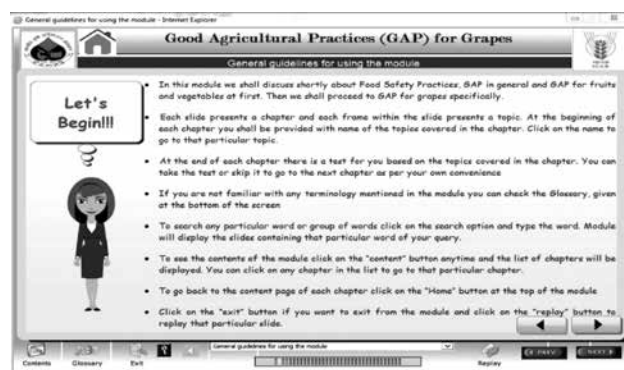 General guidelines for using the module - Internet Explorer
Good Agricultural Practices (GAP) for Grapes
General guidelines for using the module
Let's
Begin!!!
• In this module we shall discuss shortly about Food Safety Practices, GAP in general and GAP for fruits
and vegetables at first. Then we shall proceed to GAP for grapes specifically.
• Each slide presents a chapter and each frame within the slide presents a topic. At the beginning of
each chapter you shall be provided with name of the topics covered in the chapter. Click on the name to
go to that particular topic.
• At the end of each chapter there is a test for you based on the topics covered in the chapter. You can
take the test or skip it to go to the next chapter as per your own convenience
• If you are not familiar with any terminology mentioned in the module you can check the Glossary, given
at the bottom of the screen
• To search any particular word or group of words click on the search option and type the word. Module
will display the slides containing that particular word of your query.
• To see the contents of the module click on the "content" button anytime and the list of chapters will be
displayed. You can click on any chapter in the list to go to that particular chapter.
• To go back to the content page of each chapter click on the "Home" button at the top of the module
• Click on the "exit" button if you want to exit from the module and click on the "replay" button to
replay that particular slide.
General guidelines for using the module
Contents Glossary Exit Replay PREV NEXT